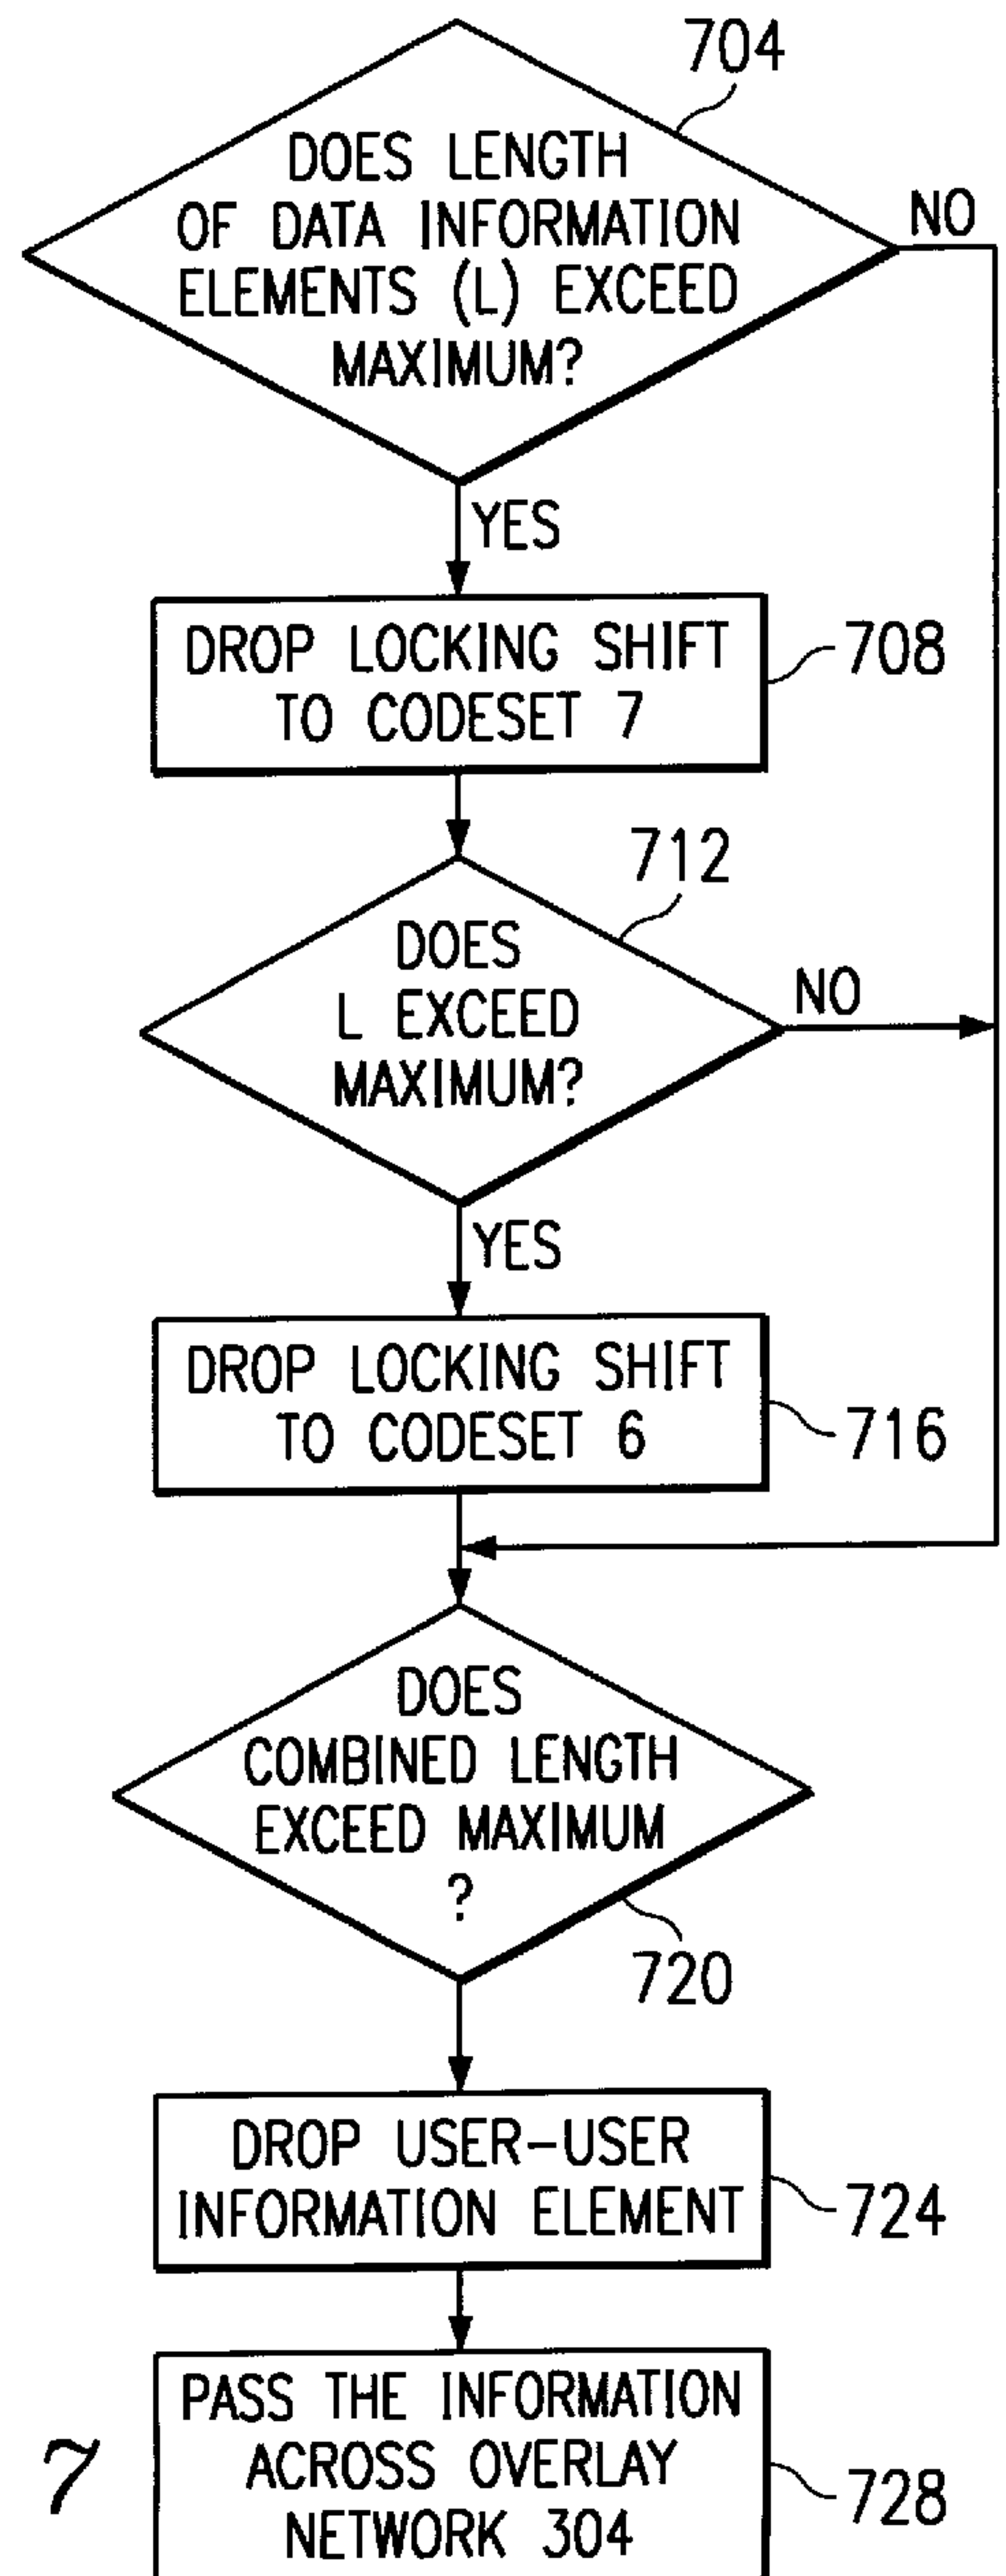 704
DOES LENGTH
OF DATA INFORMATION
ELEMENTS (L) EXCEED
MAXIMUM?
NO
YES
DROP LOCKING SHIFT
TO CODESET 7
708
712
DOES
L EXCEED
MAXIMUM?
NO
YES
DROP LOCKING SHIFT
TO CODESET 6
716
DOES
COMBINED LENGTH
EXCEED MAXIMUM
?
720
DROP USER-USER
INFORMATION ELEMENT
724
PASS THE INFORMATION
ACROSS OVERLAY
NETWORK 304
728
7